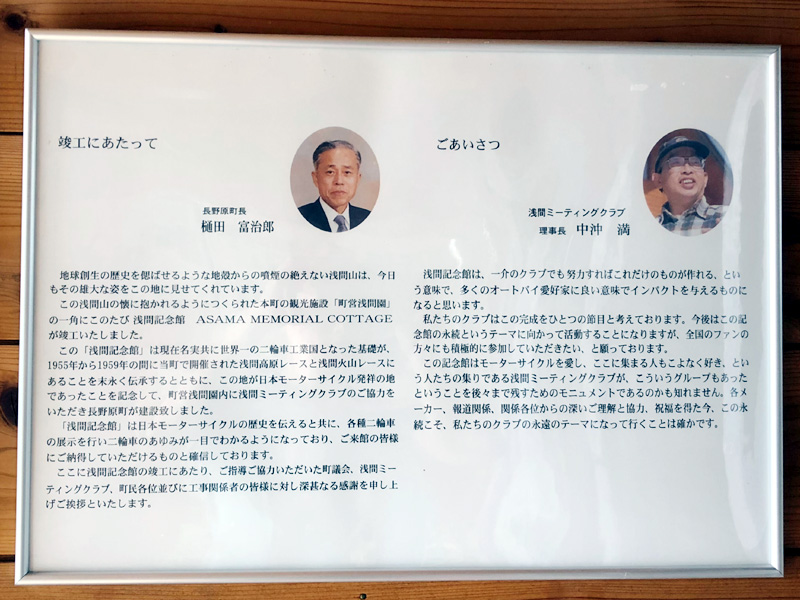 竣工にあたって
長野原町長
樋田 富治郎
地球創生の歴史を偲ばせるような地殻からの噴煙の絶えない浅間山は、今日
もその雄大な姿をこの地に見せてくれています。
この浅間山の懐に抱かれるようにつくられた本町の観光施設「町営浅間園」
の一角にこのたび 浅間記念館 ASAMA MEMORIAL COTTAGE
が竣工いたしました。
この「浅間記念館」は現在名実共に世界一の二輪車工業国となった基礎が、
1955年から1959年の間に当町で開催された浅間高原レースと浅間火山レースに
あることを末永く伝承するとともに、この地が日本モーターサイクル発祥の地
であったことを記念して、町営浅間園内に浅間ミーティングクラブのご協力を
いただき長野原町が建設致しました。
「浅間記念館」は日本モーターサイクルの歴史を伝えると共に、各種二輪車
の展示を行い二輪車のあゆみが一目でわかるようになっており、ご来館の皆様
にご納得していただけるものと確信しております。
ここに浅間記念館の竣工にあたり、ご指導ご協力いただいた町議会、浅間ミー
ティングクラブ、町民各位並びに工事関係者の皆様に対し深甚なる感謝を申し上
げご挨拶といたします。
ごあいさつ
浅間ミーティングクラブ
理事長 中沖 満
浅間記念館は、一介のクラブでも努力すればこれだけのものが作れる、とい
う意味で、多くのオートバイ愛好家に良い意味でインパクトを与えるものに
なると思います。
私たちのクラブはこの完成をひとつの節目と考えております。今後はこの記
念館の永続というテーマに向かって活動することになりますが、全国のファンの
方々にも積極的に参加していただきたい、と願っております。
この記念館はモーターサイクルを愛し、ここに集まる人もこよなく好き、とい
う人たちの集りである浅間ミーティングクラブが、こういうグループもあった
ということを後々まで残すためのモニュメントであるのかも知れません。各メ
ーカー、報道関係、関係各位からの深いご理解と協力、祝福を得た今、この永
続こそ、私たちのクラブの永遠のテーマになって行くことは確かです。